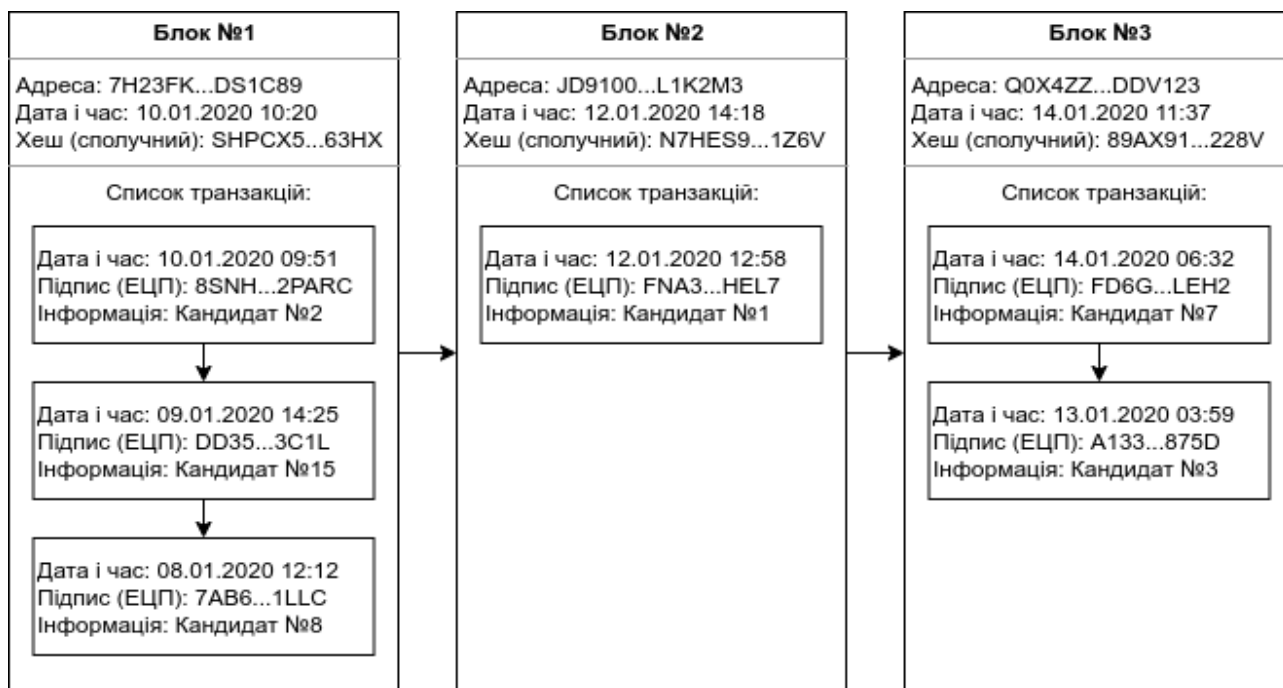 Блок №1
Адреса: 7H23FK...DS1C89
Дата і час: 10.01.2020 10:20
Хеш (сполучний): SHPCX5...63HX
Список транзакцій:
Дата і час: 10.01.2020 09:51
Підпис (ЕЦП): 8SNH...2PARC
Інформація: Кандидат №2
Дата і час: 09.01.2020 14:25
Підпис (ЕЦП): DD35...3C1L
Інформація: Кандидат №15
Дата і час: 08.01.2020 12:12
Підпис (ЕЦП): 7AB6...1LLC
Інформація: Кандидат №8
Блок №2
Адреса: JD9100...L1K2M3
Дата і час: 12.01.2020 14:18
Хеш (сполучний): N7HES9...1Z6V
Список транзакцій:
Дата і час: 12.01.2020 12:58
Підпис (ЕЦП): FNA3...HEL7
Інформація: Кандидат №1
Блок №3
Адреса: Q0X4ZZ...DDV123
Дата і час: 14.01.2020 11:37
Хеш (сполучний): 89AX91...228V
Список транзакцій:
Дата і час: 14.01.2020 06:32
Підпис (ЕЦП): FD6G...LEH2
Інформація: Кандидат №7
Дата і час: 13.01.2020 03:59
Підпис (ЕЦП): A133...875D
Інформація: Кандидат №3